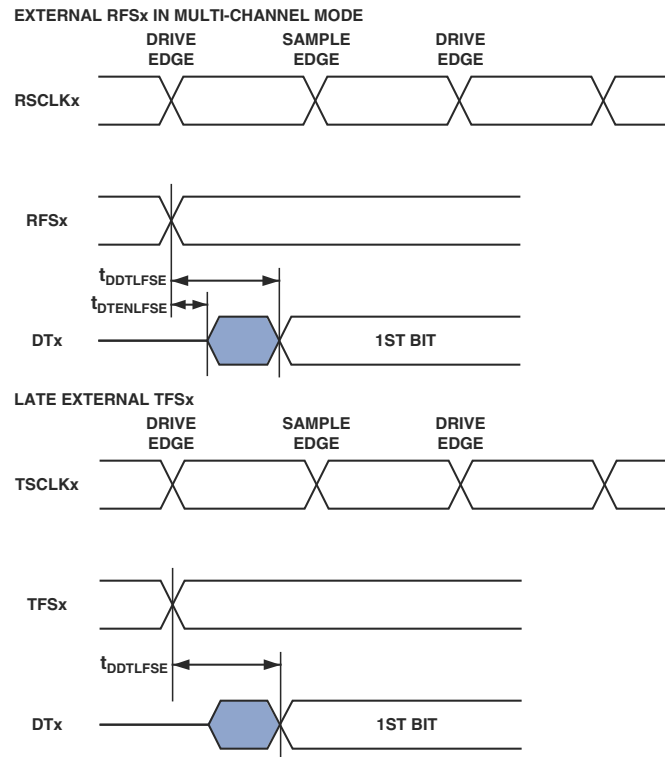 EXTERNAL RFSx IN MULTI-CHANNEL MODE
DRIVE EDGE
SAMPLE EDGE
DRIVE EDGE
RSCLKx
RFSx
tDDTLFSE
tDTENLFSE
DTx
1ST BIT
LATE EXTERNAL TFSx
DRIVE EDGE
SAMPLE EDGE
DRIVE EDGE
TSCLKx
TFSx
tDDTLFSE
DTx
1ST BIT